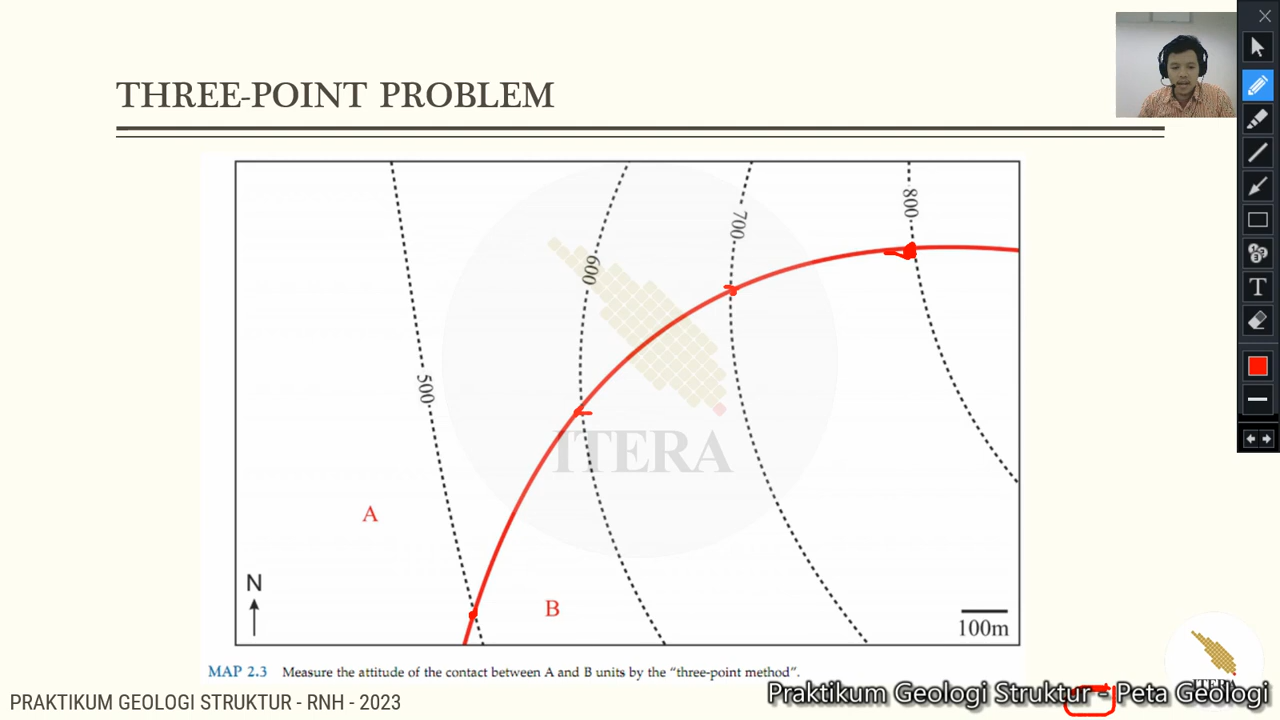 THREE-POINT PROBLEM
800
700
600
500
ITERA
A
N
B
100m
MAP 2.3 Measure the attitude of the contact between A and B units by the “three-point method”.
ITERA
PRAKTIKUM GEOLOGI STRUKTUR - RNH - 2023
Praktikum Geologi Struktur - Peta Geologi
T